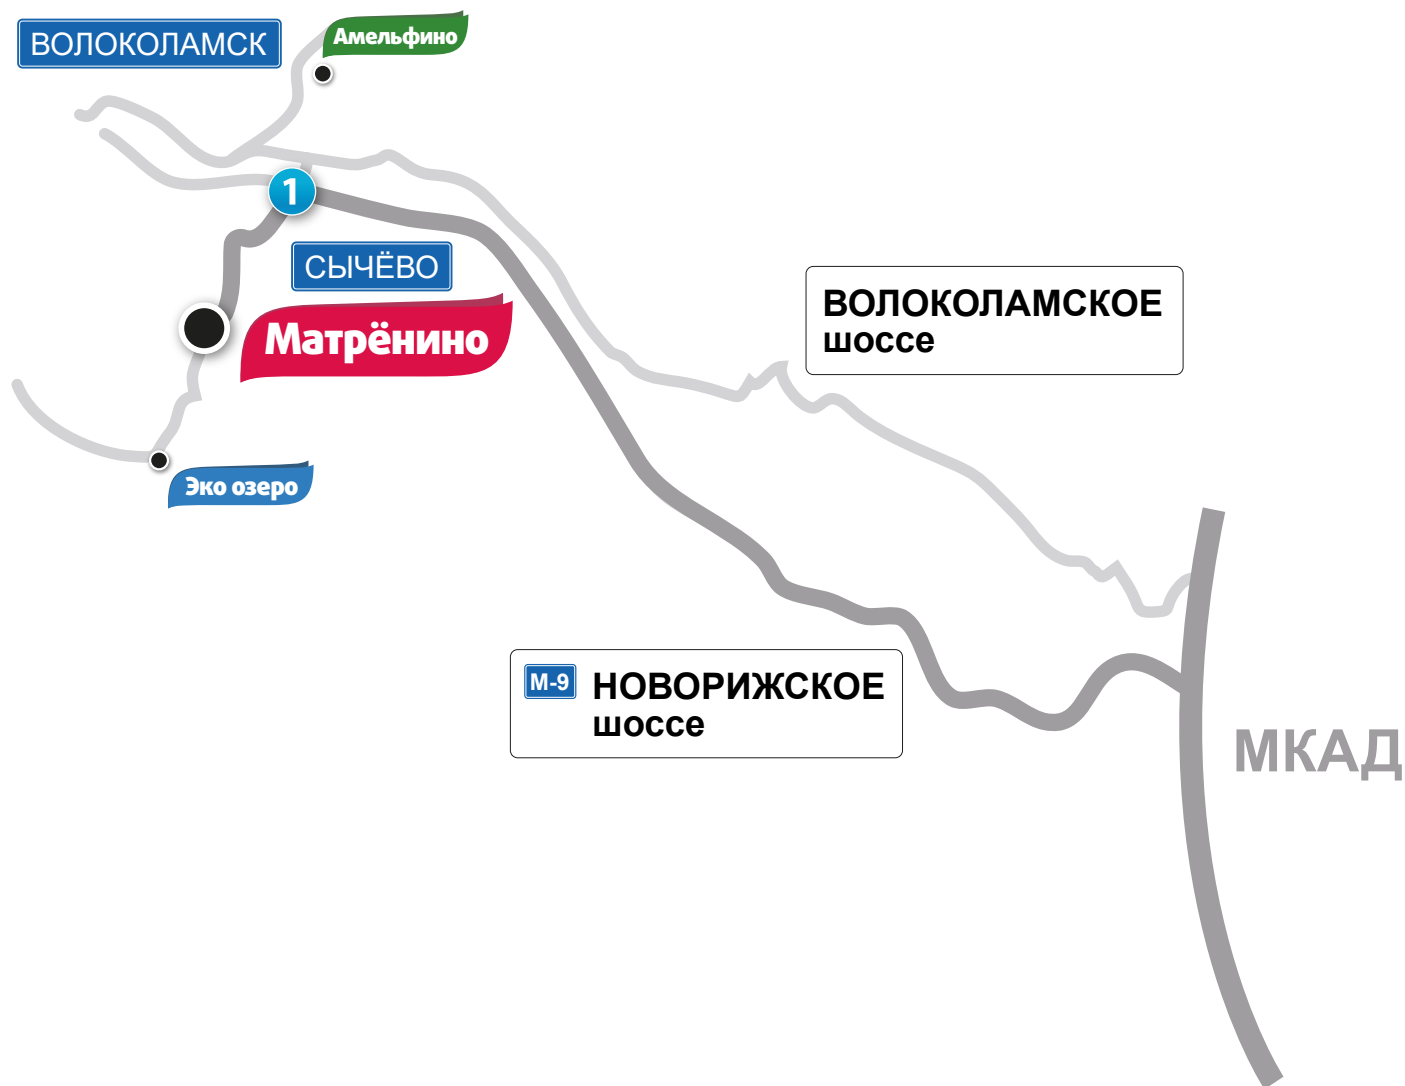 ВОЛОКОЛАМСК
Амельфино
1
СЫЧЁВО
Матрёнино
ВОЛОКОЛАМСКОЕ
шоссе
Эко озеро
М-9 НОВОРИЖСКОЕ
шоссе
МКАД